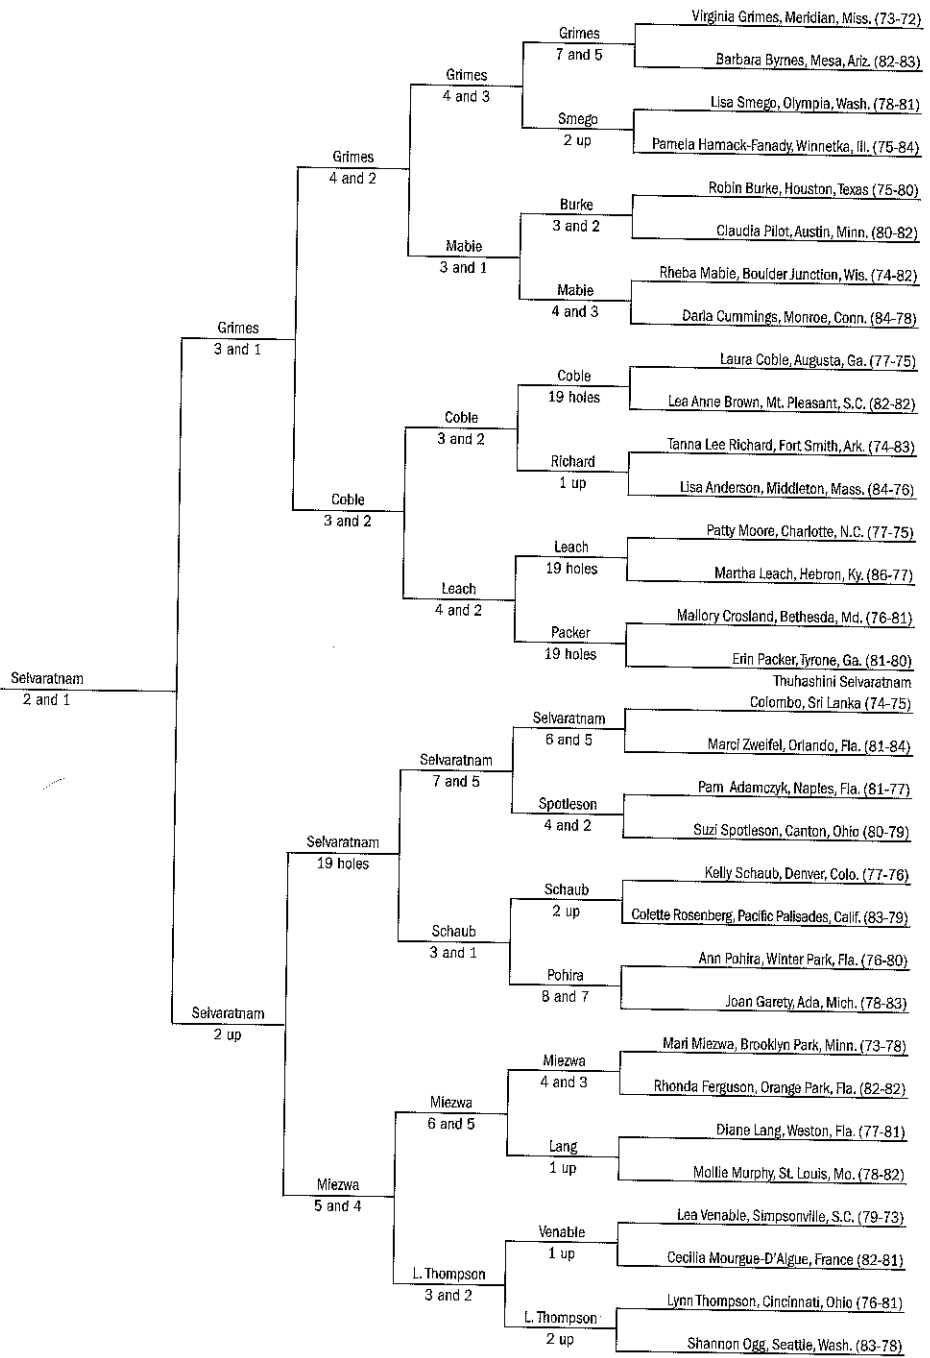 Virginia Grimes, Meridian, Miss. (73-72)
Grimes
7 and 5
Barbara Byrnes, Mesa, Ariz. (82-83)
Grimes
4 and 3
Lisa Smego, Olympia, Wash. (78-81)
Smego
2 up
Pamela Hamack-Fanady, Winnetka, Ill. (75-84)
Grimes
4 and 2
Robin Burke, Houston, Texas (75-80)
Burke
3 and 2
Claudia Pilot, Austin, Minn. (80-82)
Mabie
3 and 1
Rheba Mabie, Boulder Junction, Wis. (74-82)
Mabie
4 and 3
Darla Cummings, Monroe, Conn. (84-78)
Grimes
3 and 1
Laura Coble, Augusta, Ga. (77-75)
Coble
19 holes
Lea Anne Brown, Mt. Pleasant, S.C. (82-82)
Coble
3 and 2
Tanna Lee Richard, Fort Smith, Ark. (74-83)
Richard
1 up
Lisa Anderson, Middleton, Mass. (84-76)
Coble
3 and 2
Patty Moore, Charlotte, N.C. (77-75)
Leach
19 holes
Martha Leach, Hebron, Ky. (86-77)
Leach
4 and 2
Mallory Crosland, Bethesda, Md. (76-81)
Packer
19 holes
Erin Packer, Tyrone, Ga. (81-80)
Selvaratnam
2 and 1
Thuhashini Selvaratnam
Colombo, Sri Lanka (74-75)
Selvaratnam
6 and 5
Marci Zweifel, Orlando, Fla. (81-84)
Selvaratnam
7 and 5
Pam Adamczyk, Naples, Fla. (81-77)
Spotleson
4 and 2
Suzi Spotleson, Canton, Ohio (80-79)
Selvaratnam
19 holes
Kelly Schaub, Denver, Colo. (77-76)
Schaub
2 up
Colette Rosenberg, Pacific Palisades, Calif. (83-79)
Schaub
3 and 1
Ann Pohira, Winter Park, Fla. (76-80)
Pohira
8 and 7
Joan Garety, Ada, Mich. (78-83)
Selvaratnam
2 up
Mari Miezwa, Brooklyn Park, Minn. (73-78)
Miezwa
4 and 3
Rhonda Ferguson, Orange Park, Fla. (82-82)
Miezwa
6 and 5
Diane Lang, Weston, Fla. (77-81)
Lang
1 up
Mollie Murphy, St. Louis, Mo. (78-82)
Miezwa
5 and 4
Lea Venable, Simpsonville, S.C. (79-73)
Venable
1 up
Cecilia Mourgue-D'Algue, France (82-81)
L. Thompson
3 and 2
Lynn Thompson, Cincinnati, Ohio (76-81)
L. Thompson
2 up
Shannon Ogg, Seattle, Wash. (83-78)